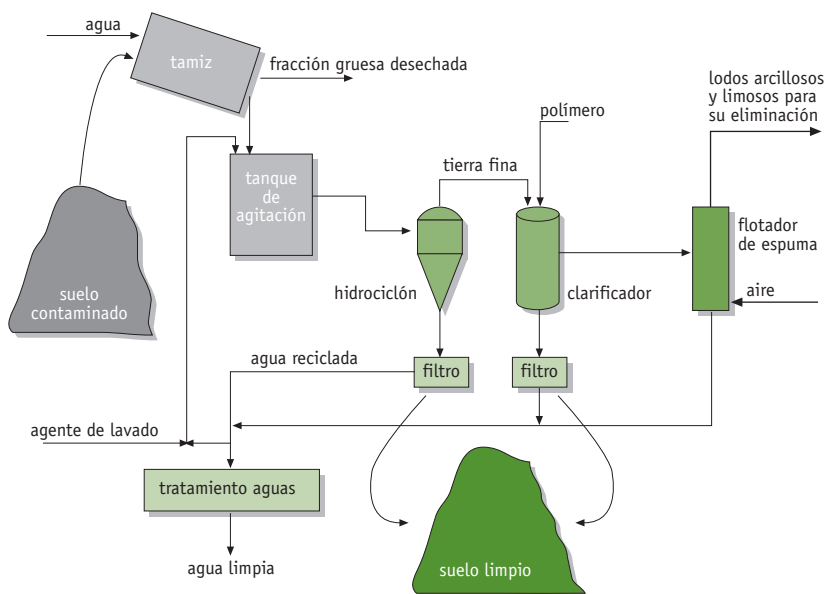 agua
tamiz
fracción gruesa desechada
lodos arcillosos
y limosos para
su eliminación
polímero
tierra fina
tanque
de
agitación
flotador
de espuma
suelo
contaminado
hidrociclón
clarificador
aire
agua reciclada
filtro
filtro
agente de lavado
tratamiento aguas
agua limpia
suelo limpio